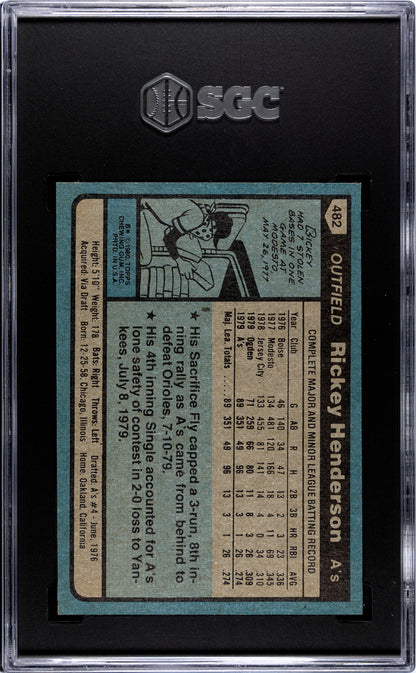 SGC
482 OUTFIELD Rickey Henderson A's
RICKEY
HAD 7 STOLEN
BASES IN ONE
GAME AT
MODESTO,
MAY 26, 1977.
COMPLETE MAJOR AND MINOR LEAGUE BATTING RECORD
Year Club G AB R H 2B 3B HR RBI AVG
1976 Boise 46 140 34 47 13 2 3 23 .336
1977 Modesto 134 481 120 166 18 4 11 69 .345
1978 Jersey City 133 455 81 141 14 4 0 34 .310
1979 Ogden 71 259 66 80 11 8 3 26 .309
1979 A's 89 351 49 96 13 3 1 26 .274
Maj. Lea. Totals ... 89 351 49 96 13 3 1 26 .274
★ His Sacrifice Fly capped a 3-run, 8th in-
ning rally as A's came from behind to
defeat Orioles, 7-10-79.
★ His 4th inning Single accounted for A's
lone safety of contest in 2-0 loss to Yan-
kees, July 8, 1979.
© 1980 TOPPS
CHEWING GUM, INC.
PRTD. IN U.S.A.
Height: 5'10" Weight: 178 Bats: Right Throws: Left Drafted: A's #4 - June, 1976
Acquired: Via Draft Born: 12-25-58, Chicago, Illinois Home: Oakland, California